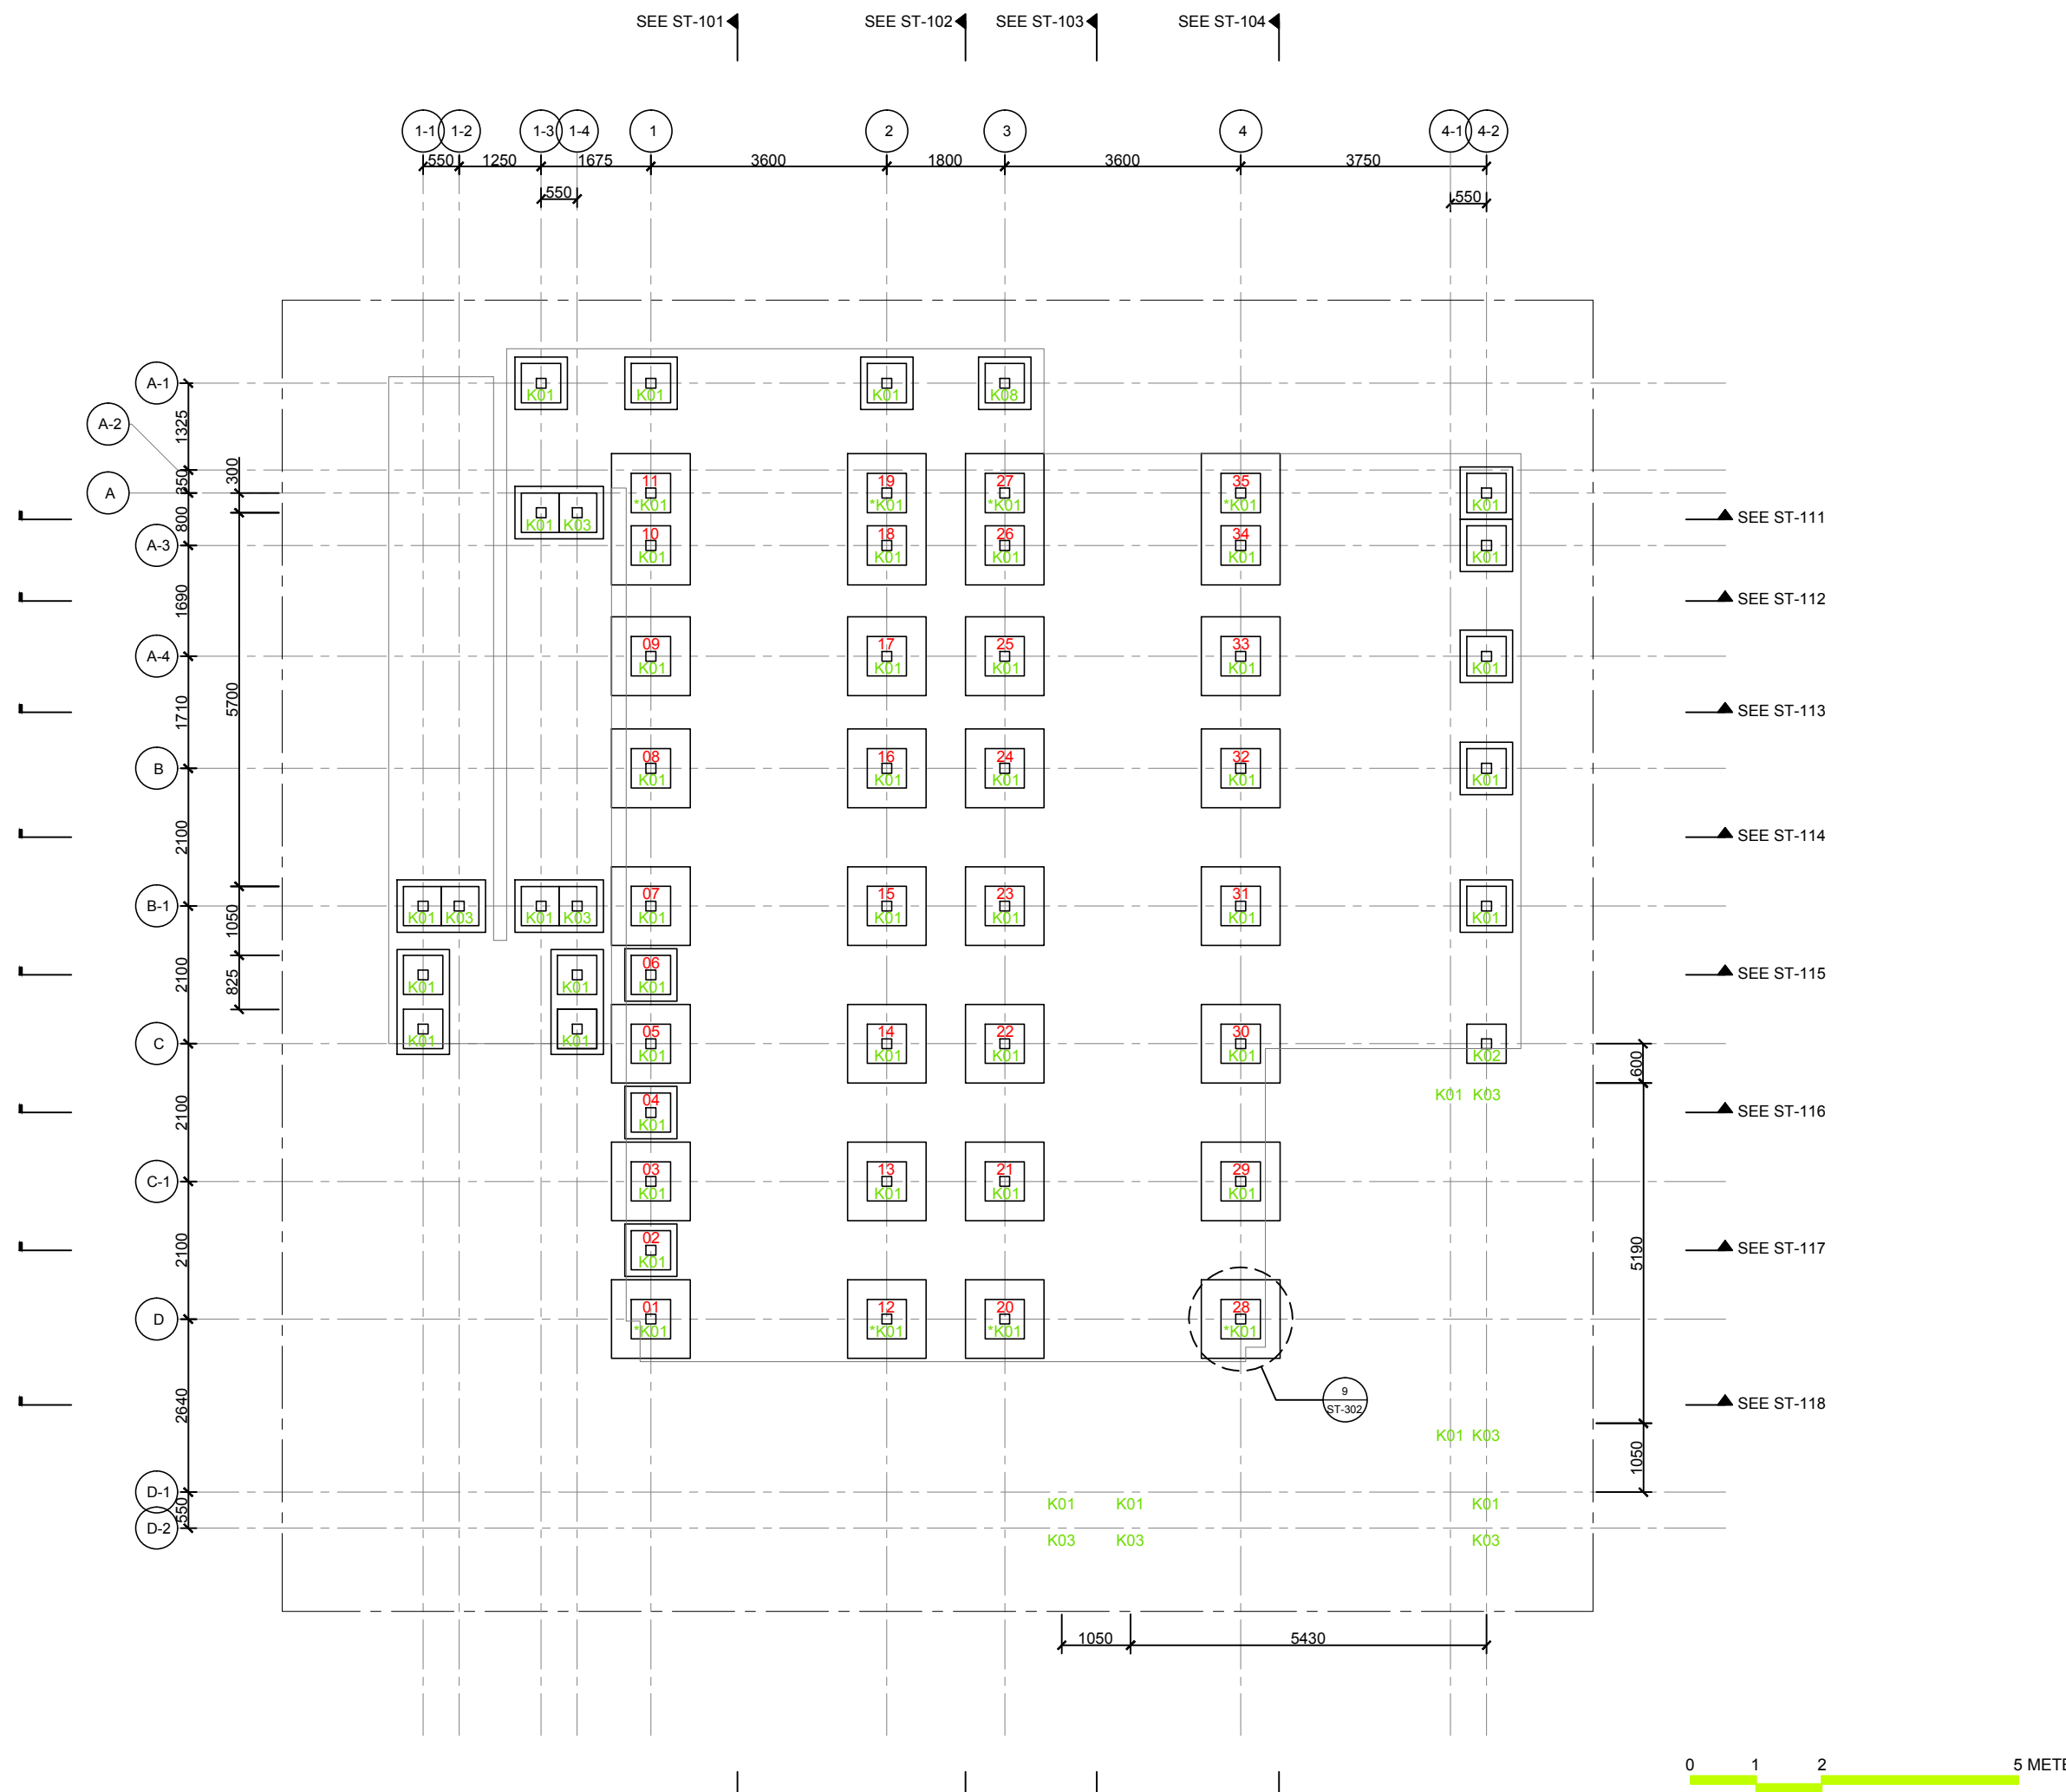 SEE ST-101 SEE ST-102 SEE ST-103 SEE ST-104
1-1 1-2 1-3 1-4 1 2 3 4 4-1 4-2
550 1250 1675 3600 1800 3600 3750
550 550
A-1
K01 K01 K01 K08
A-2
1325
300
350
A
11 19 27 35
*K01 *K01 *K01 *K01 K01
800
K01 K03
SEE ST-111
A-3
10 18 26 34
K01 K01 K01 K01 K01
1690
SEE ST-112
A-4
09 17 25 33
K01 K01 K01 K01 K01
5700
1710
SEE ST-113
B
08 16 24 32
K01 K01 K01 K01 K01
2100
SEE ST-114
B-1
07 15 23 31
K01 K03 K01 K03 K01 K01 K01 K01 K01
1050
2100
825
06
K01 K01 K01
SEE ST-115
C
05 14 22 30
K01 K01 K01 K01 K01 K01 K02
600
K01 K03
2100
04
K01
SEE ST-116
C-1
03 13 21 29
K01 K01 K01 K01
2100
02
K01
5190
SEE ST-117
D
01 12 20 28
*K01 *K01 *K01 *K01
2640
9
ST-302
SEE ST-118
K01 K03
1050
D-1
K01 K01 K01
550
D-2
K03 K03 K03
1050 5430
0 1 2 5 METE